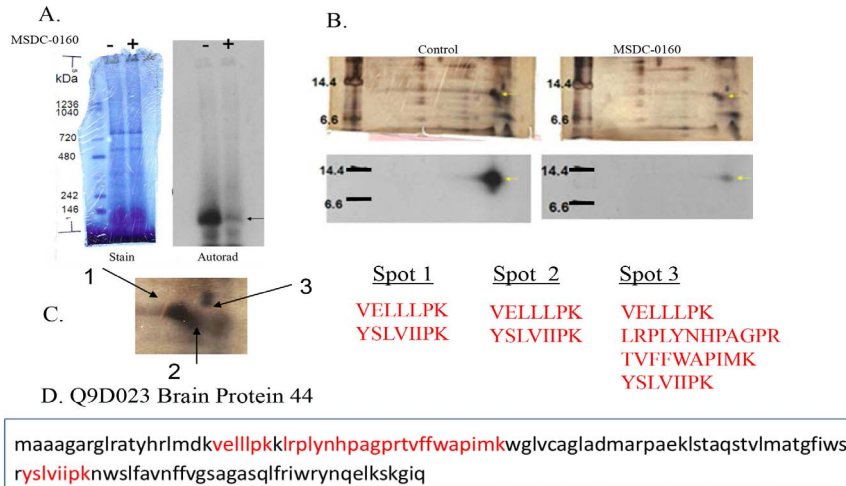 A.
MSDC-0160
- +
- +
kDa
1236
1040
720
480
242
146
Stain
Autorad
B.
Control
MSDC-0160
14.4
6.6
14.4
6.6
14.4
6.6
14.4
6.6
C.
1
2
3
Spot 1
VELLLPK
YSLVIIPK
Spot 2
VELLLPK
YSLVIIPK
Spot 3
VELLLPK
LRPLYNHPAGPR
TVFFWAPIMK
YSLVIIPK
D. Q9D023 Brain Protein 44
maaagarglratyhrlmdkvelllpkklrplynhpagprtvffwapimkwglvcagladmarpaeklstaqstvlmatgfiws
ryslviipknwslfavnffvgsagasqlfriwrynqelkskgiq